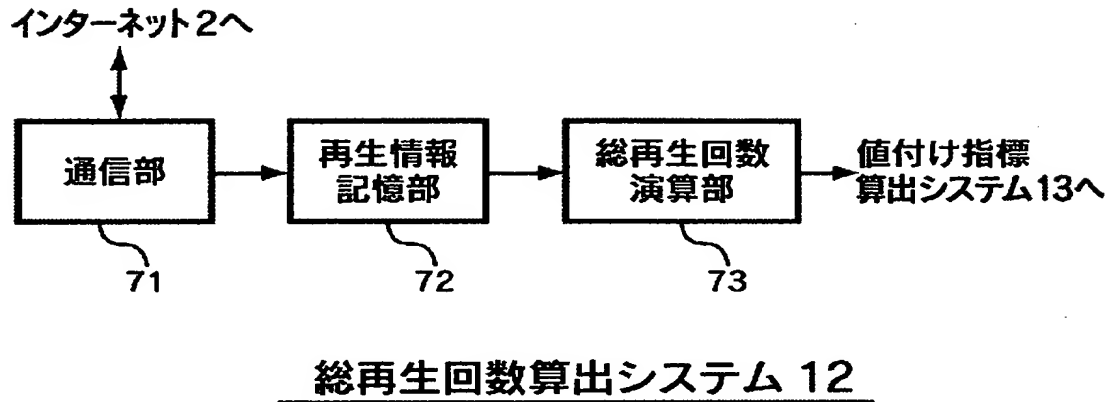 インターネット2へ
通信部
再生情報
記憶部
総再生回数
演算部
値付け指標
算出システム13へ
71
72
73
総再生回数算出システム 12